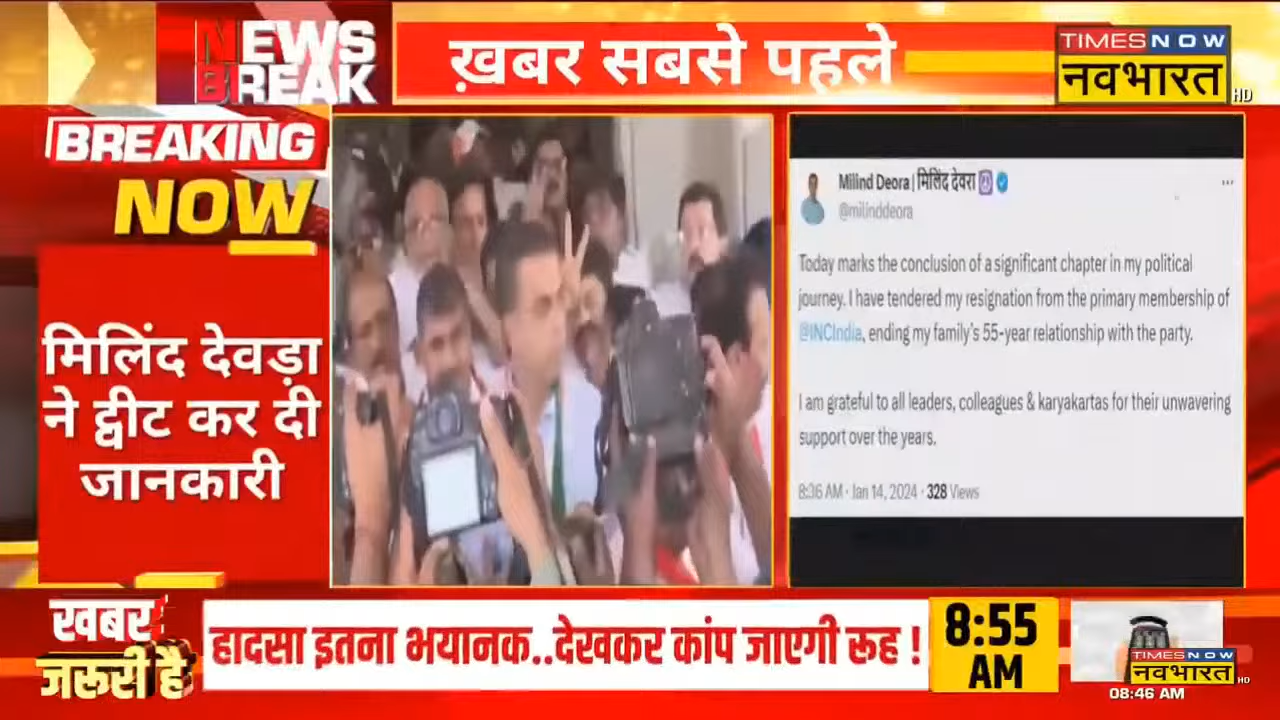 NEWS
BREAK
ख़बर सबसे पहले
TIMES NOW
नवभारत
HD
BREAKING
NOW
मिलिंद देवड़ा
ने ट्वीट कर दी
जानकारी
Milind Deora | मिलिंद देवरा ☮
@milinddeora
Today marks the conclusion of a significant chapter in my political
journey. I have tendered my resignation from the primary membership of
@INCIndia, ending my family's 55-year relationship with the party.
I am grateful to all leaders, colleagues & karyakartas for their unwavering
support over the years.
8:36 AM · Jan 14, 2024 · 328 Views
खबर
जरूरी है
हादसा इतना भयानक..देखकर कांप जाएगी रूह !
8:55
AM
TIMES NOW
नवभारत
HD
08:46 AM